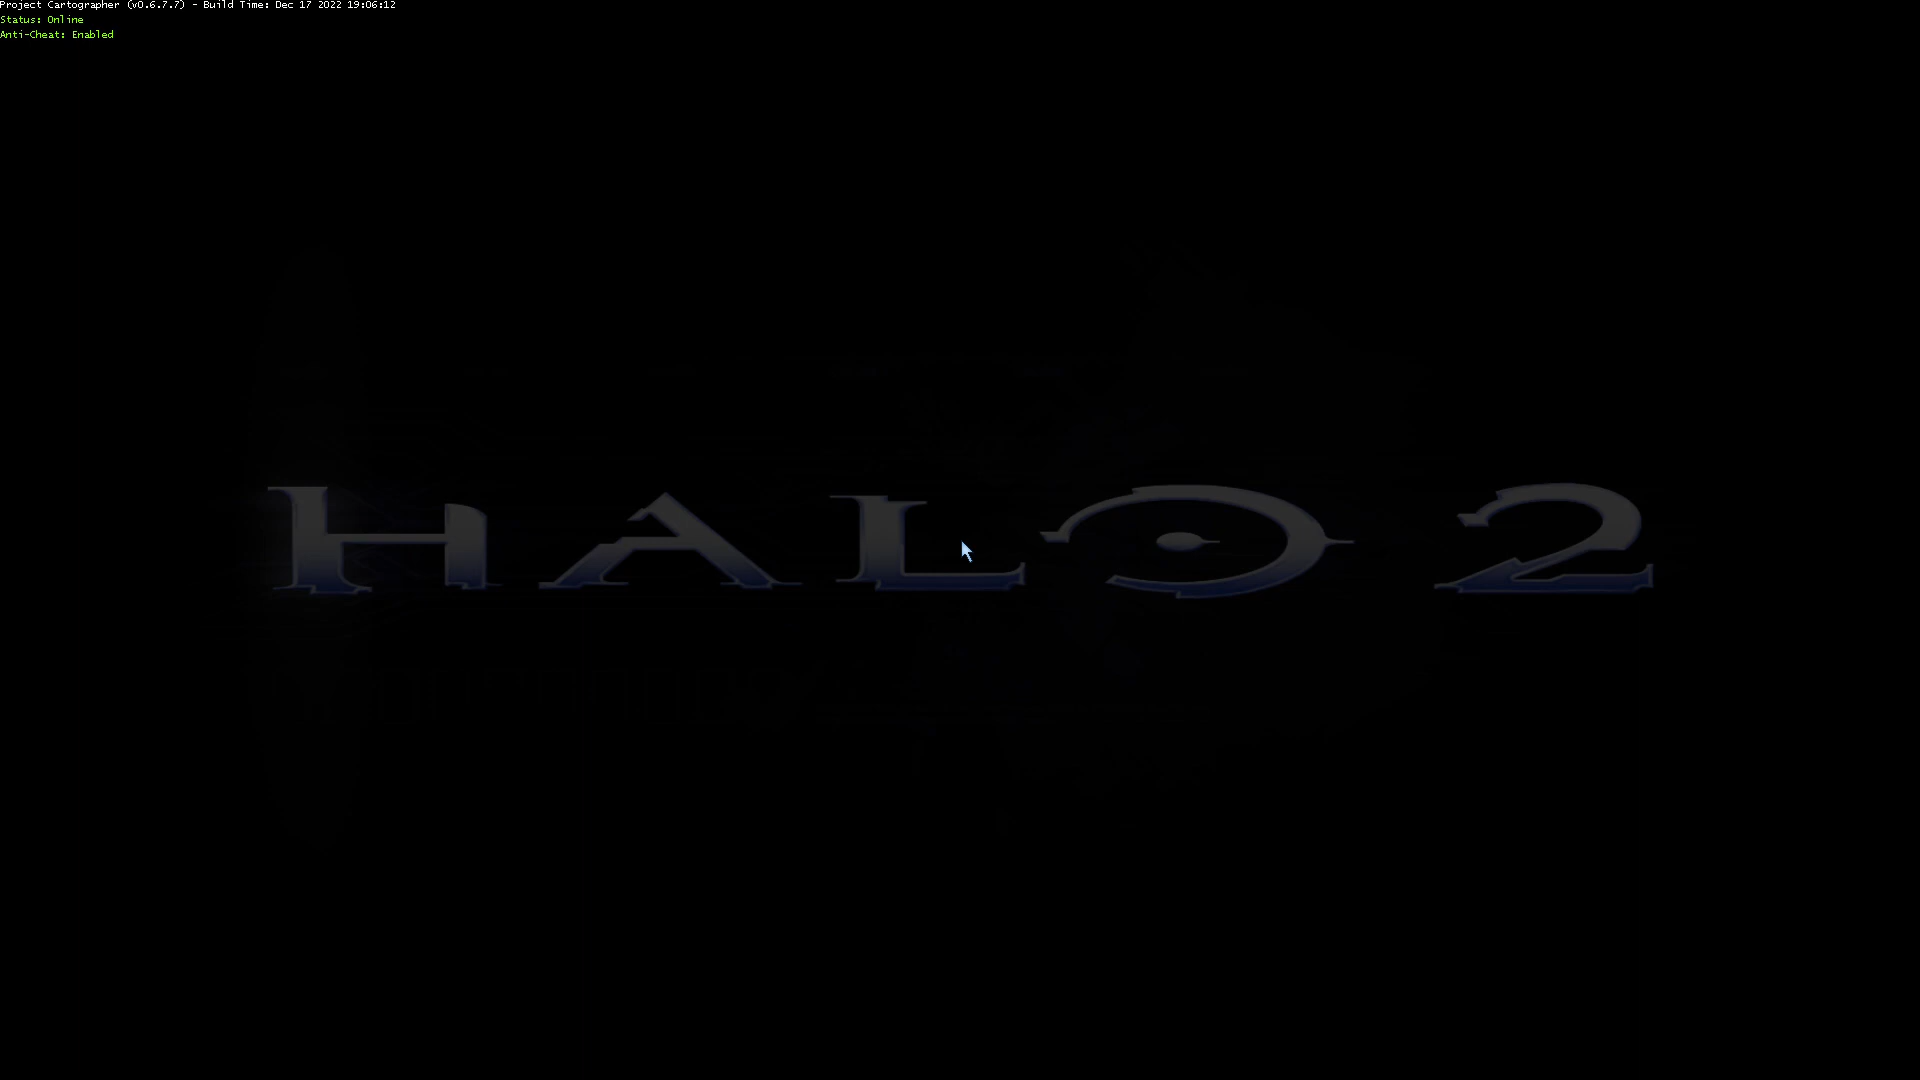 Project Cartographer (v0.6.7.7) - Build Time: Dec 17 2022 19:06:12
Status: Online
Anti-Cheat: Enabled
HALO 2